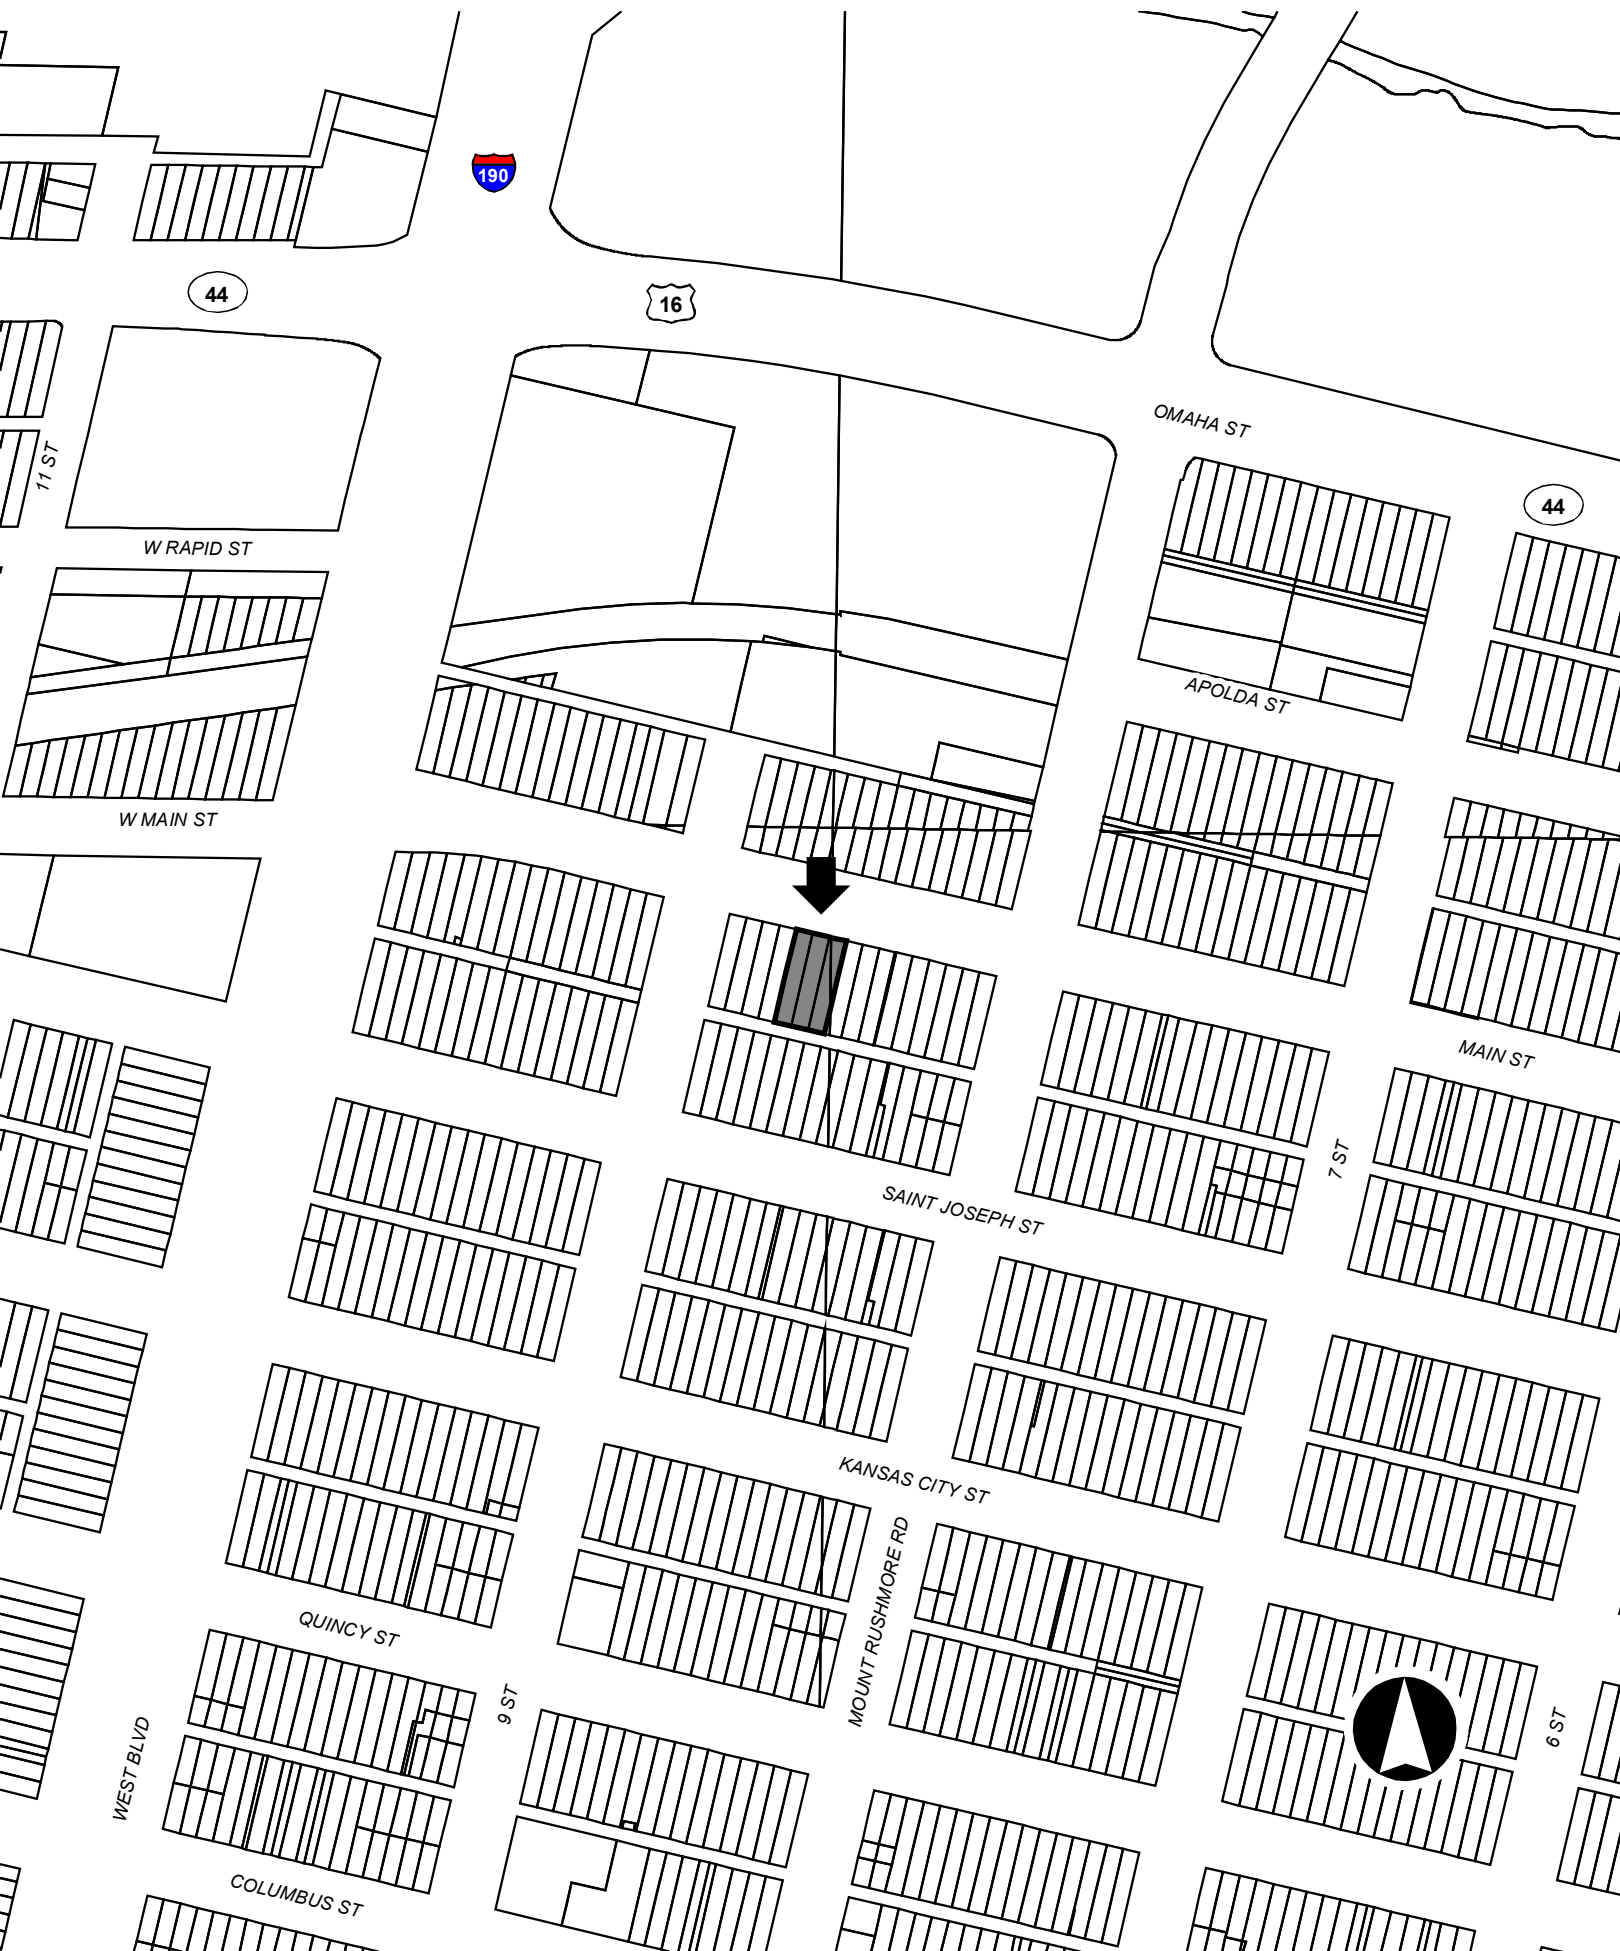 190
44
16
OMAHA ST
11 ST
44
W RAPID ST
APOLDA ST
W MAIN ST
MAIN ST
7 ST
SAINT JOSEPH ST
KANSAS CITY ST
MOUNT RUSHMORE RD
QUINCY ST
9 ST
6 ST
WEST BLVD
COLUMBUS ST